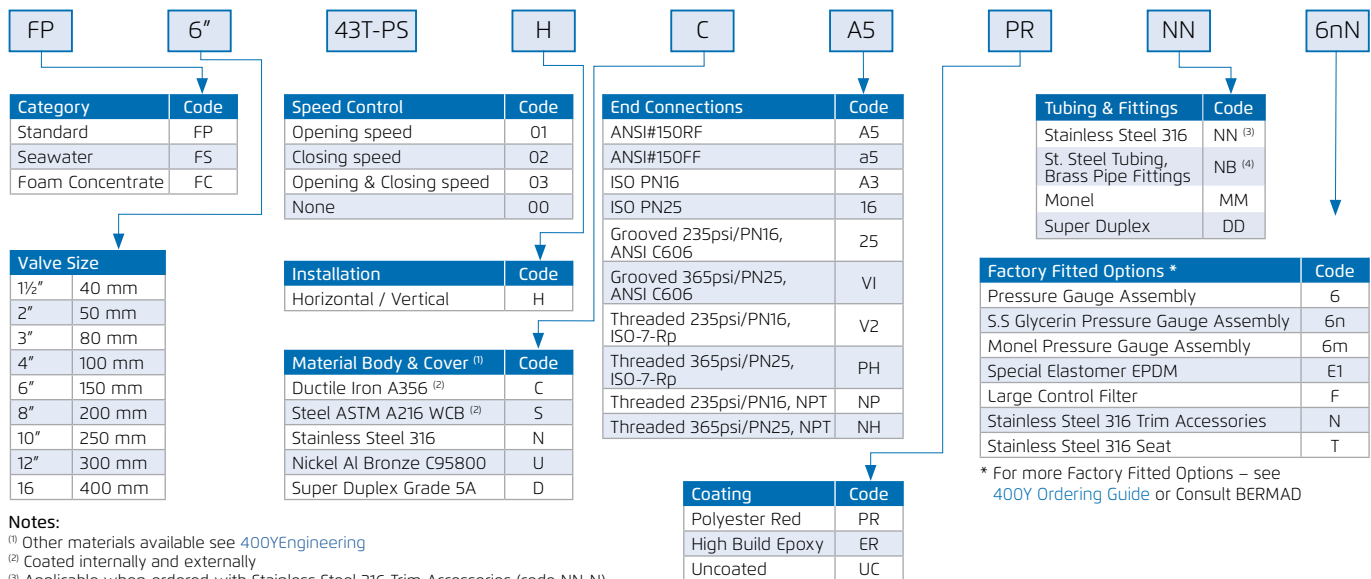 FP 6" 43T-PS H C A5 PR NN 6nN
Category Code
Standard FP
Seawater FS
Foam Concentrate FC
Valve Size
1½" 40 mm
2" 50 mm
3" 80 mm
4" 100 mm
6" 150 mm
8" 200 mm
10" 250 mm
12" 300 mm
16 400 mm
Speed Control Code
Opening speed 01
Closing speed 02
Opening & Closing speed 03
None 00
Installation Code
Horizontal / Vertical H
Material Body & Cover (1) Code
Ductile Iron A356 (2) C
Steel ASTM A216 WCB (2) S
Stainless Steel 316 N
Nickel Al Bronze C95800 U
Super Duplex Grade 5A D
End Connections Code
ANSI#150RF A5
ANSI#150FF a5
ISO PN16 A3
ISO PN25 16
Grooved 235psi/PN16,
ANSI C606 25
Grooved 365psi/PN25,
ANSI C606 VI
Threaded 235psi/PN16,
ISO-7-Rp V2
Threaded 365psi/PN25,
ISO-7-Rp PH
Threaded 235psi/PN16, NPT NP
Threaded 365psi/PN25, NPT NH
Coating Code
Polyester Red PR
High Build Epoxy ER
Uncoated UC
Tubing & Fittings Code
Stainless Steel 316 NN (3)
St. Steel Tubing,
Brass Pipe Fittings NB (4)
Monel MM
Super Duplex DD
Factory Fitted Options * Code
Pressure Gauge Assembly 6
S.S Glycerin Pressure Gauge Assembly 6n
Monel Pressure Gauge Assembly 6m
Special Elastomer EPDM E1
Large Control Filter F
Stainless Steel 316 Trim Accessories N
Stainless Steel 316 Seat T
* For more Factory Fitted Options – see
400Y Ordering Guide or Consult BERMAD
Notes:
(1) Other materials available see 400YEngineering
(2) Coated internally and externally
(3) Applicable when ordered with Stainless Steel 316 Trim Accessories (code NN-N)